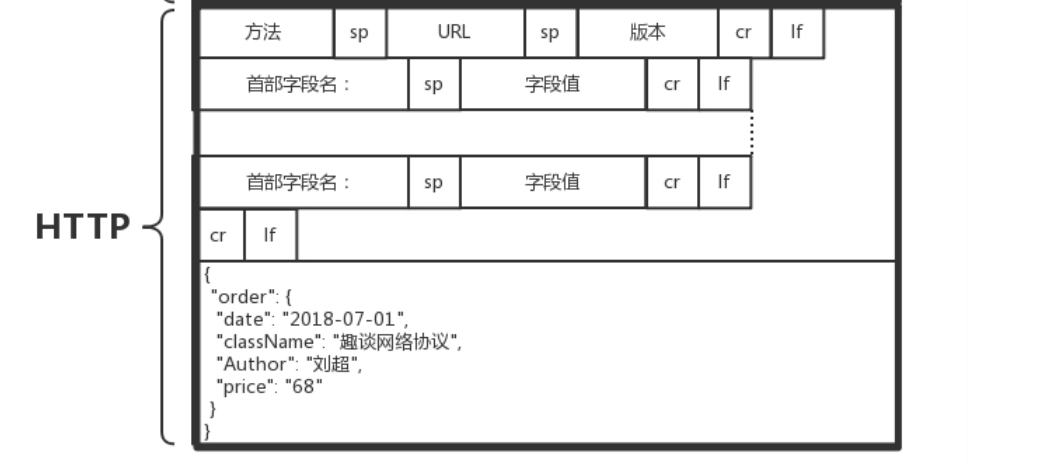 方法 sp URL sp 版本 cr lf
首部字段名： sp 字段值 cr lf
首部字段名： sp 字段值 cr lf
HTTP
cr lf
{
"order": {
"date": "2018-07-01",
"className": "趣谈网络协议",
"Author": "刘超",
"price": "68"
}
}